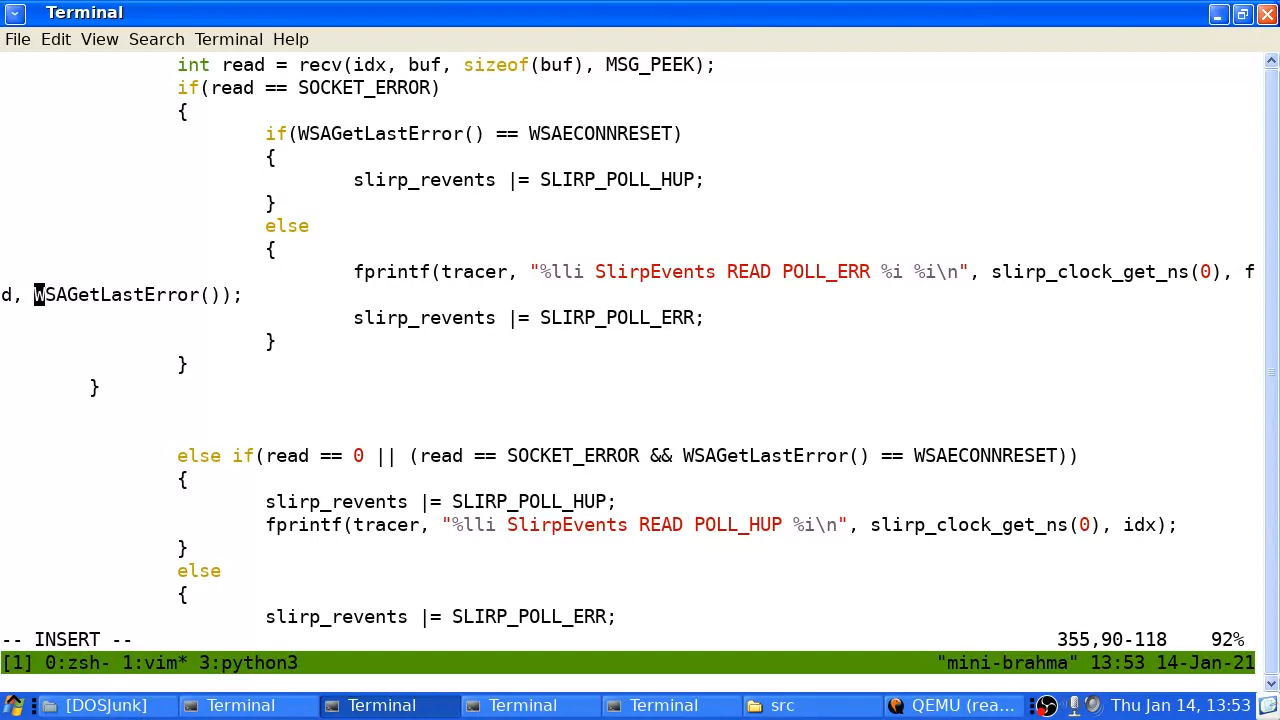 Terminal
File Edit View Search Terminal Help
int read = recv(idx, buf, sizeof(buf), MSG_PEEK);
if(read == SOCKET_ERROR)
{
if(WSAGetLastError() == WSAECONNRESET)
{
slirp_revents |= SLIRP_POLL_HUP;
}
else
{
fprintf(tracer, "%lli SlirpEvents READ POLL_ERR %i %i\n", slirp_clock_get_ns(0), f
d, WSAGetLastError());
slirp_revents |= SLIRP_POLL_ERR;
}
}
}
else if(read == 0 || (read == SOCKET_ERROR && WSAGetLastError() == WSAECONNRESET))
{
slirp_revents |= SLIRP_POLL_HUP;
fprintf(tracer, "%lli SlirpEvents READ POLL_HUP %i\n", slirp_clock_get_ns(0), idx);
}
else
{
slirp_revents |= SLIRP_POLL_ERR;
-- INSERT -- 355,90-118 92%
[1] 0:zsh- 1:vim* 3:python3 "mini-brahma" 13:53 14-Jan-21
[DOSJunk] Terminal Terminal Terminal Terminal src QEMU (rea... Thu Jan 14, 13:53